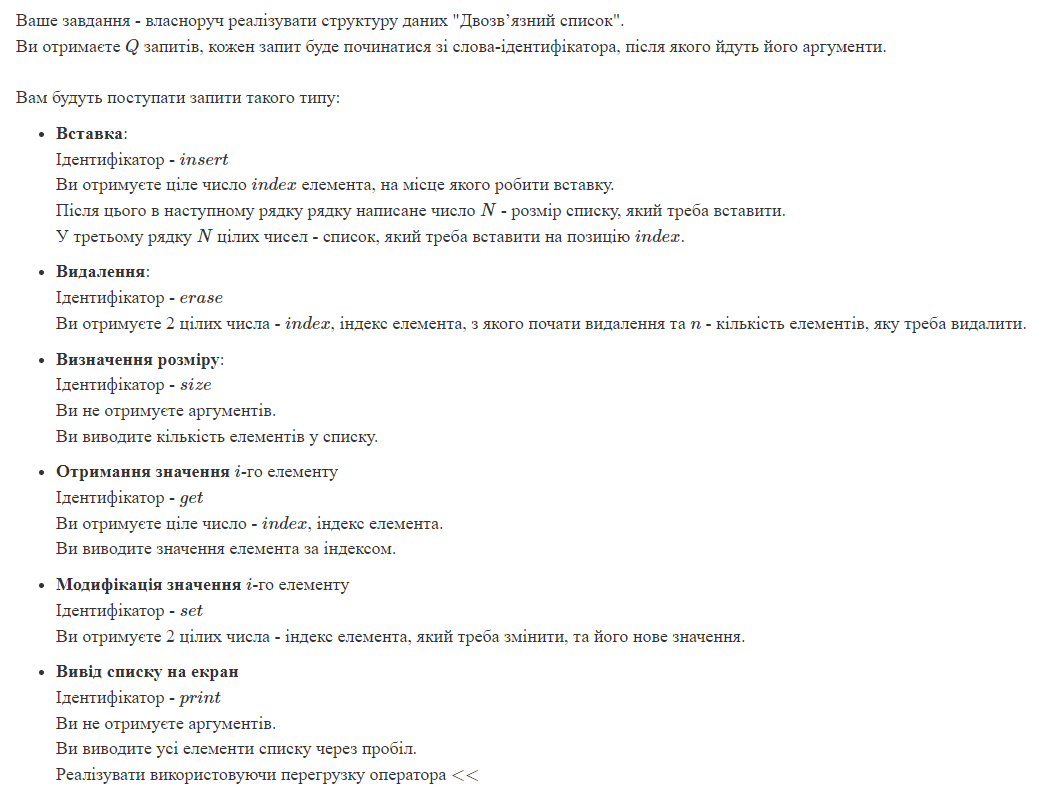 Ваше завдання - власноруч реалізувати структуру даних "Двозв’язний список".
Ви отримаєте Q запитів, кожен запит буде починатися зі слова-ідентифікатора, після якого йдуть його аргументи.
Вам будуть поступати запити такого типу:
• Вставка:
Ідентифікатор - insert
Ви отримуєте ціле число index елемента, на місце якого робити вставку.
Після цього в наступному рядку рядку написане число N - розмір списку, який треба вставити.
У третьому рядку N цілих чисел - список, який треба вставити на позицію index.
• Видалення:
Ідентифікатор - erase
Ви отримуєте 2 цілих числа - index, індекс елемента, з якого почати видалення та n - кількість елементів, яку треба видалити.
• Визначення розміру:
Ідентифікатор - size
Ви не отримуєте аргументів.
Ви виводите кількість елементів у списку.
• Отримання значення i-го елементу
Ідентифікатор - get
Ви отримуєте ціле число - index, індекс елемента.
Ви виводите значення елемента за індексом.
• Модифікація значення i-го елементу
Ідентифікатор - set
Ви отримуєте 2 цілих числа - індекс елемента, який треба змінити, та його нове значення.
• Вивід списку на екран
Ідентифікатор - print
Ви не отримуєте аргументів.
Ви виводите усі елементи списку через пробіл.
Реалізувати використовуючи перегрузку оператора <<